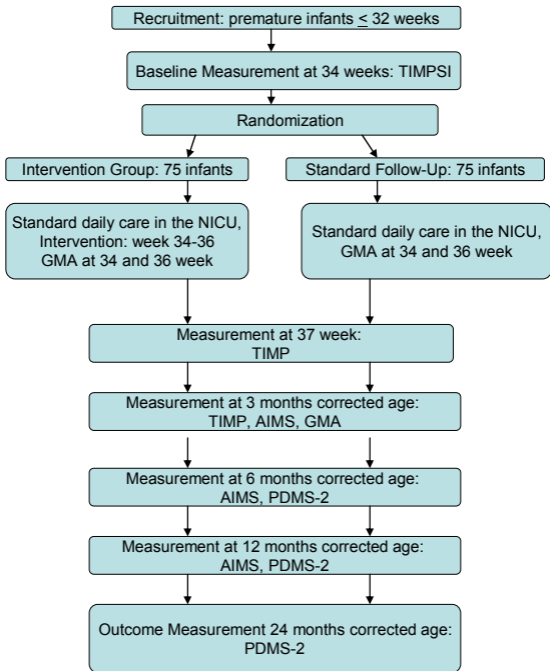 Recruitment: premature infants ≤ 32 weeks
Baseline Measurement at 34 weeks: TIMPSI
Randomization
Intervention Group: 75 infants
Standard Follow-Up: 75 infants
Standard daily care in the NICU,
Intervention: week 34-36
GMA at 34 and 36 week
Standard daily care in the NICU,
GMA at 34 and 36 week
Measurement at 37 week:
TIMP
Measurement at 3 months corrected age:
TIMP, AIMS, GMA
Measurement at 6 months corrected age:
AIMS, PDMS-2
Measurement at 12 months corrected age:
AIMS, PDMS-2
Outcome Measurement 24 months corrected age:
PDMS-2